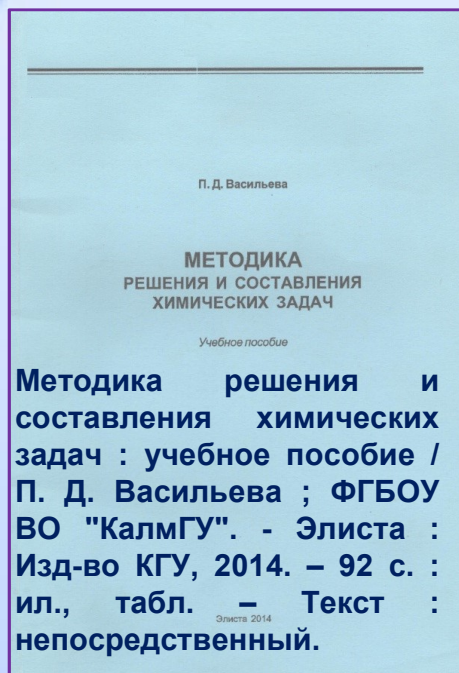 П. Д. Васильева
МЕТОДИКА
РЕШЕНИЯ И СОСТАВЛЕНИЯ
ХИМИЧЕСКИХ ЗАДАЧ
Учебное пособие
Методика решения и
составления химических
задач : учебное пособие /
П. Д. Васильева ; ФГБОУ
ВО "КалмГУ". - Элиста :
Изд-во КГУ, 2014. – 92 с. :
ил., табл. – Текст :
Элиста 2014
непосредственный.